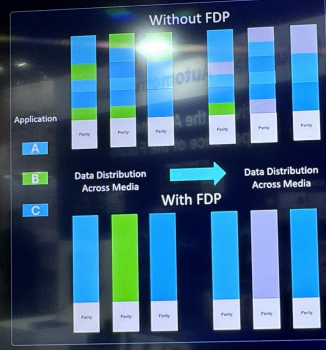 Without FDP
Parity Parity Parity
Parity Parity Parity
Application
A
B
C
Data Distribution
Across Media
Data Distribution
Across Media
With FDP
Parity Parity Parity
Parity Parity Parity